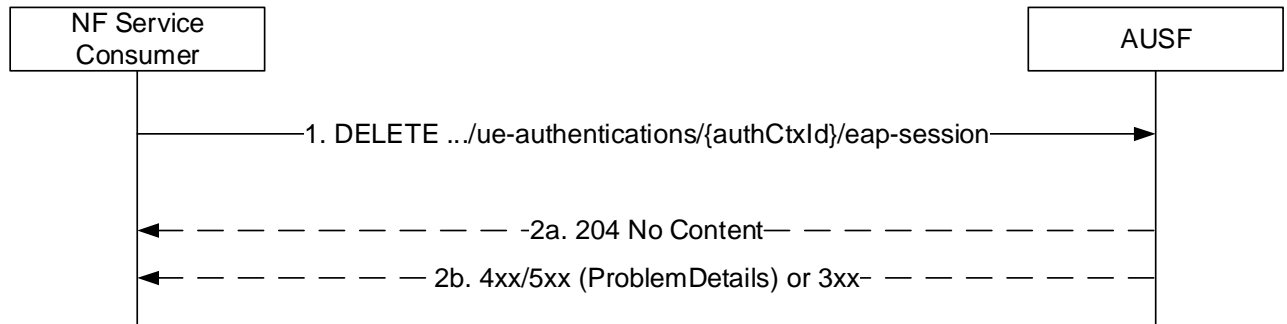 NF Service
Consumer
AUSF
1. DELETE .../ue-authentications/{authCtxId}/eap-session
2a. 204 No Content
2b. 4xx/5xx (ProblemDetails) or 3xx